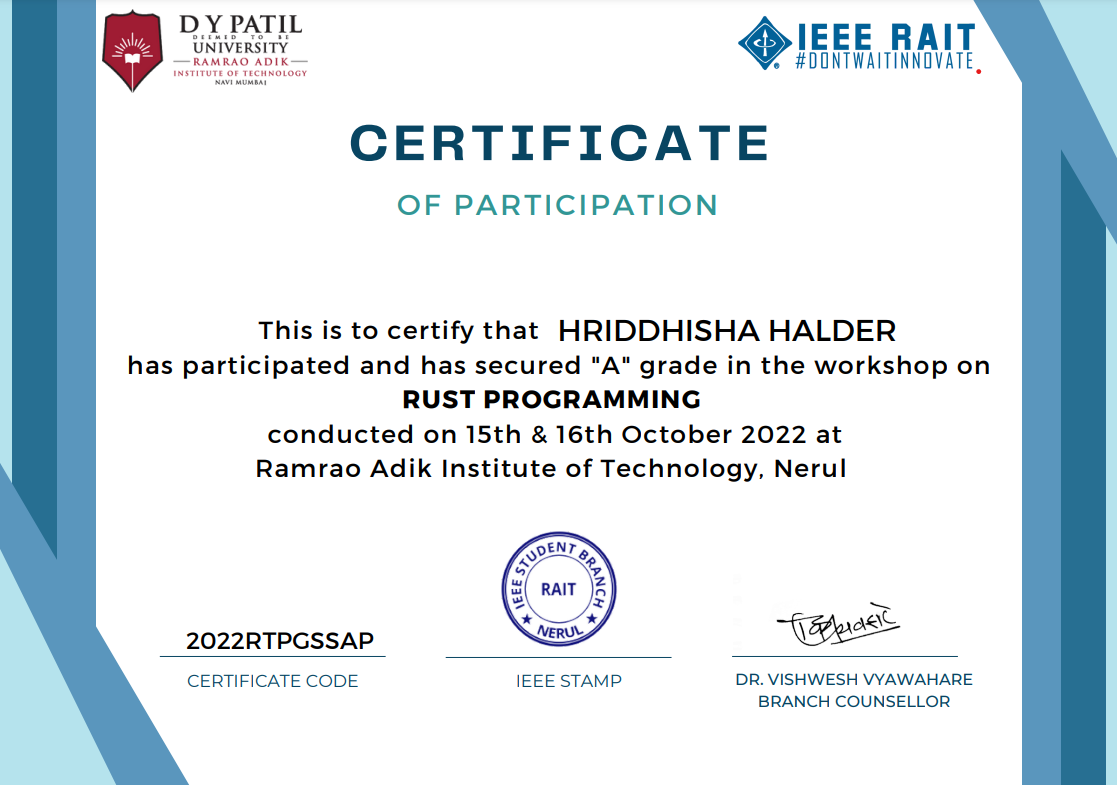 D Y PATIL
DEEMED TO BE
UNIVERSITY
RAMRAO ADIK
INSTITUTE OF TECHNOLOGY
NAVI MUMBAI
IEEE RAIT
#DONTWAITINNOVATE.
CERTIFICATE
OF PARTICIPATION
This is to certify that HRIDDHISHA HALDER
has participated and has secured "A" grade in the workshop on
RUST PROGRAMMING
conducted on 15th & 16th October 2022 at
Ramrao Adik Institute of Technology, Nerul
IEEE STUDENT BRANCH
RAIT
★ NERUL ★
2022RTPGSSAP
CERTIFICATE CODE
IEEE STAMP
DR. VISHWESH VYAWAHARE
BRANCH COUNSELLOR